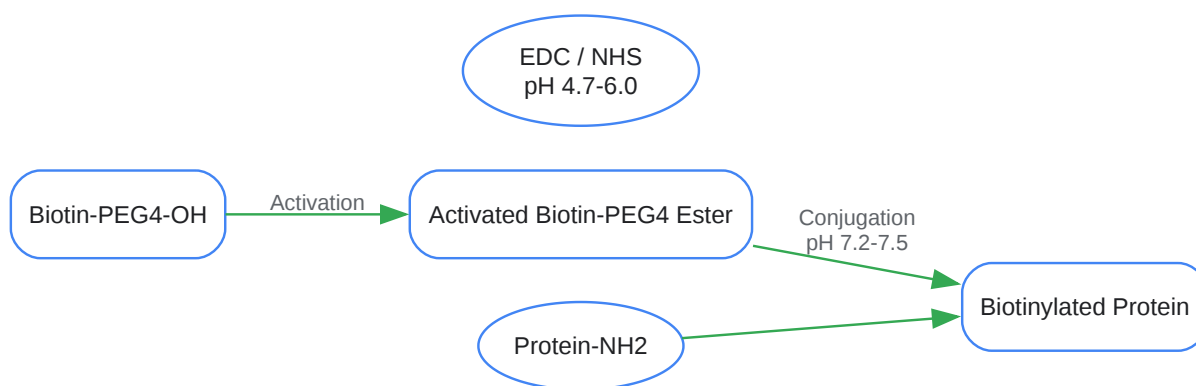 EDC / NHS
pH 4.7-6.0
Biotin-PEG4-OH
Activation
Activated Biotin-PEG4 Ester
Conjugation
pH 7.2-7.5
Biotinylated Protein
Protein-NH2